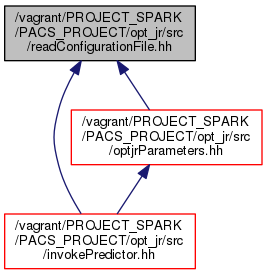 /vagrant/PROJECT_SPARK
/PACS_PROJECT/opt_jr/src
/readConfigurationFile.hh
/vagrant/PROJECT_SPARK
/PACS_PROJECT/opt_jr/src
/optjrParameters.hh
/vagrant/PROJECT_SPARK
/PACS_PROJECT/opt_jr/src
/invokePredictor.hh